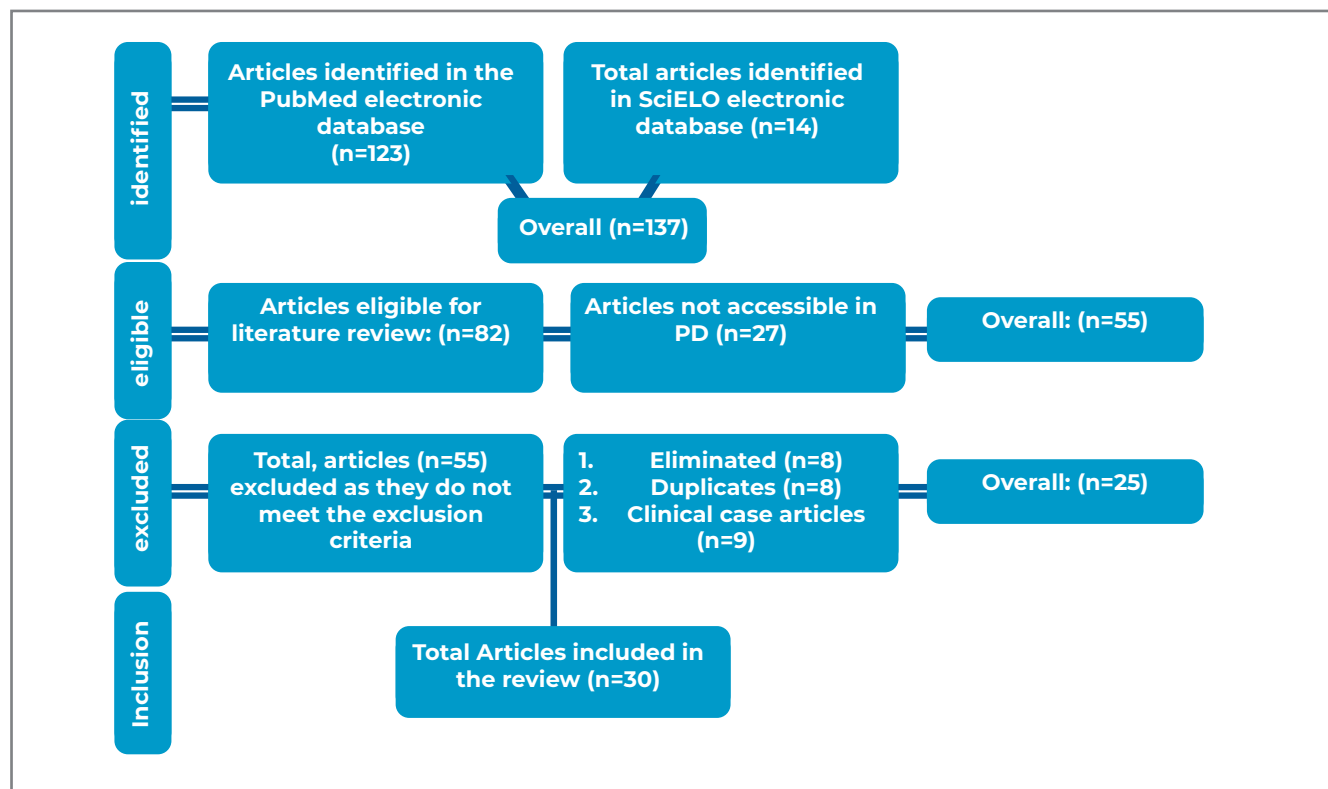 identified
Articles identified in the
PubMed electronic
database
(n=123)
Total articles identified
in SciELO electronic
database (n=14)
Overall (n=137)
eligible
Articles eligible for
literature review: (n=82)
Articles not accessible in
PD (n=27)
Overall: (n=55)
excluded
Total, articles (n=55)
excluded as they do not
meet the exclusion
criteria
1. Eliminated (n=8)
2. Duplicates (n=8)
3. Clinical case articles
(n=9)
Overall: (n=25)
Inclusion
Total Articles included in
the review (n=30)